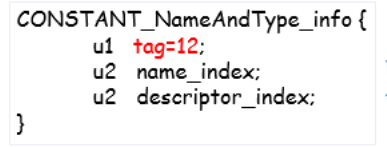 CONSTANT_NameAndType_info {
u1 tag=12;
u2 name_index;
u2 descriptor_index;
}